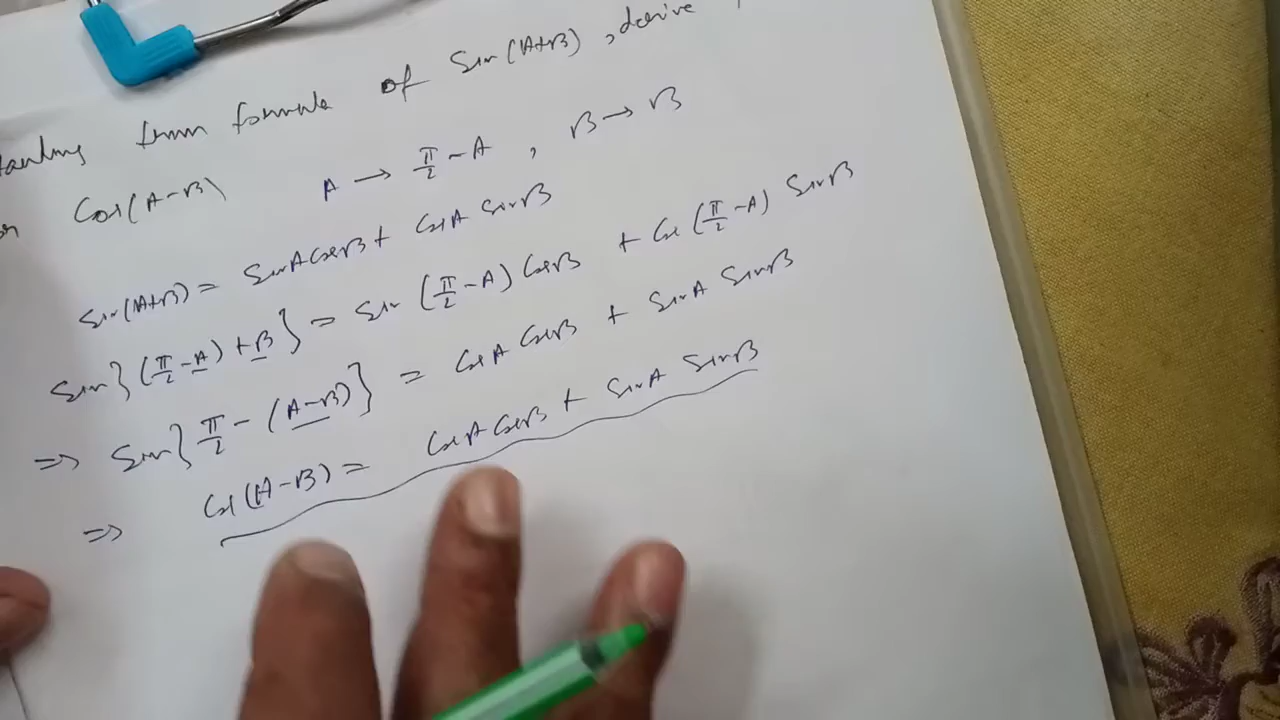 from formula of Sin(A+B), derive
Cos(A-B) A → π/2 - A , B → B
Sin(A+B) = SinA CosB + CosA SinB
Sin{(π/2 - A) + B} = Sin (π/2 - A) CosB + Cos (π/2 - A) SinB
⇒ Sin{π/2 - (A-B)} = CosA CosB + SinA SinB
⇒ Cos(A-B) = CosA CosB + SinA SinB